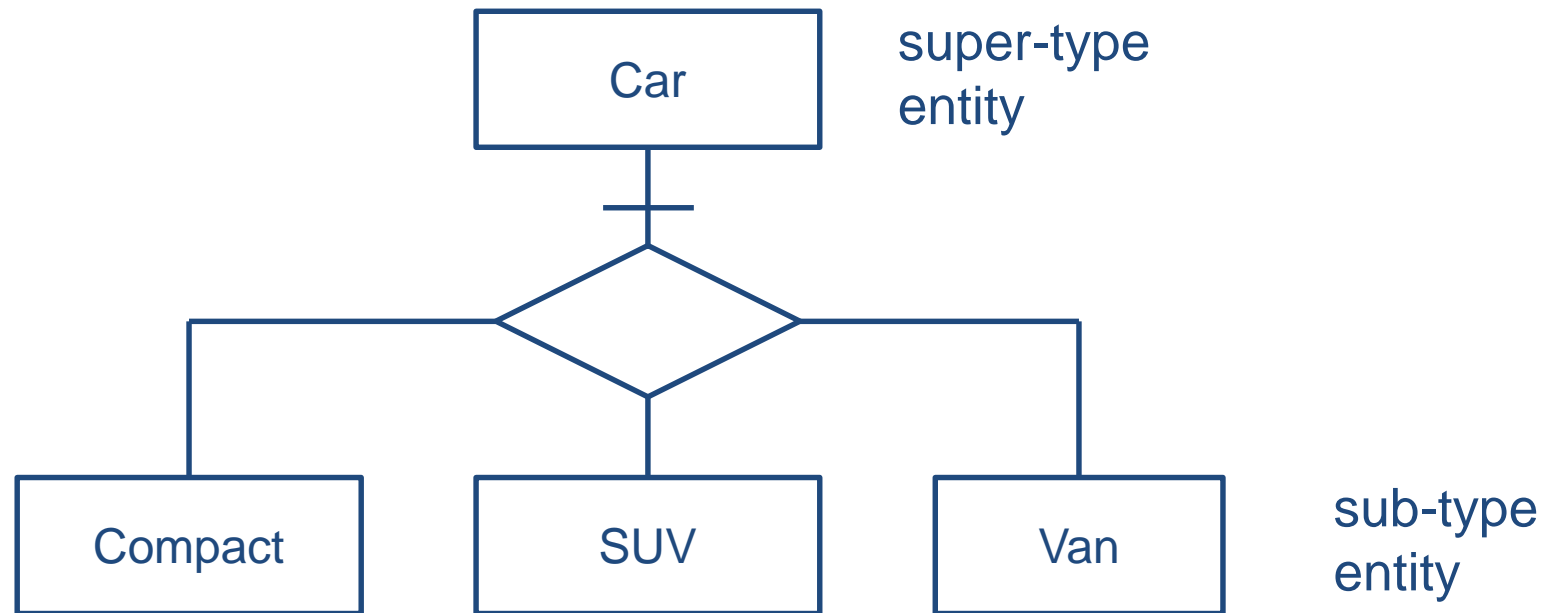 Car
super-type
entity
Compact
SUV
Van
sub-type
entity